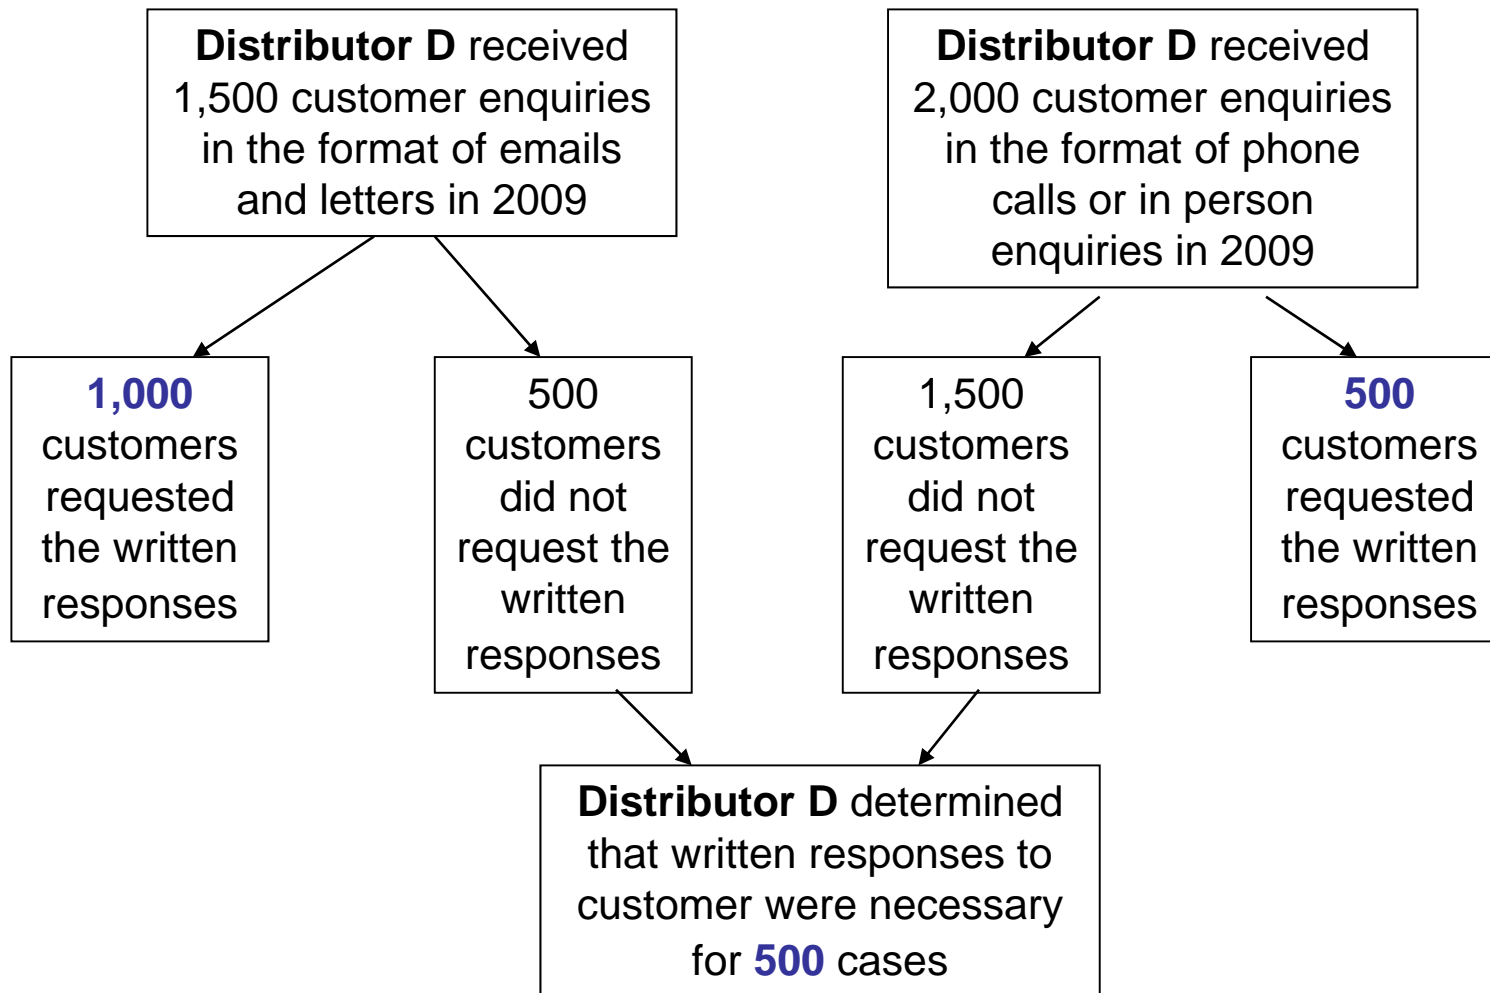 Distributor D received
1,500 customer enquiries
in the format of emails
and letters in 2009
Distributor D received
2,000 customer enquiries
in the format of phone
calls or in person
enquiries in 2009
1,000
customers
requested
the written
responses
500
customers
did not
request the
written
responses
1,500
customers
did not
request the
written
responses
500
customers
requested
the written
responses
Distributor D determined
that written responses to
customer were necessary
for 500 cases